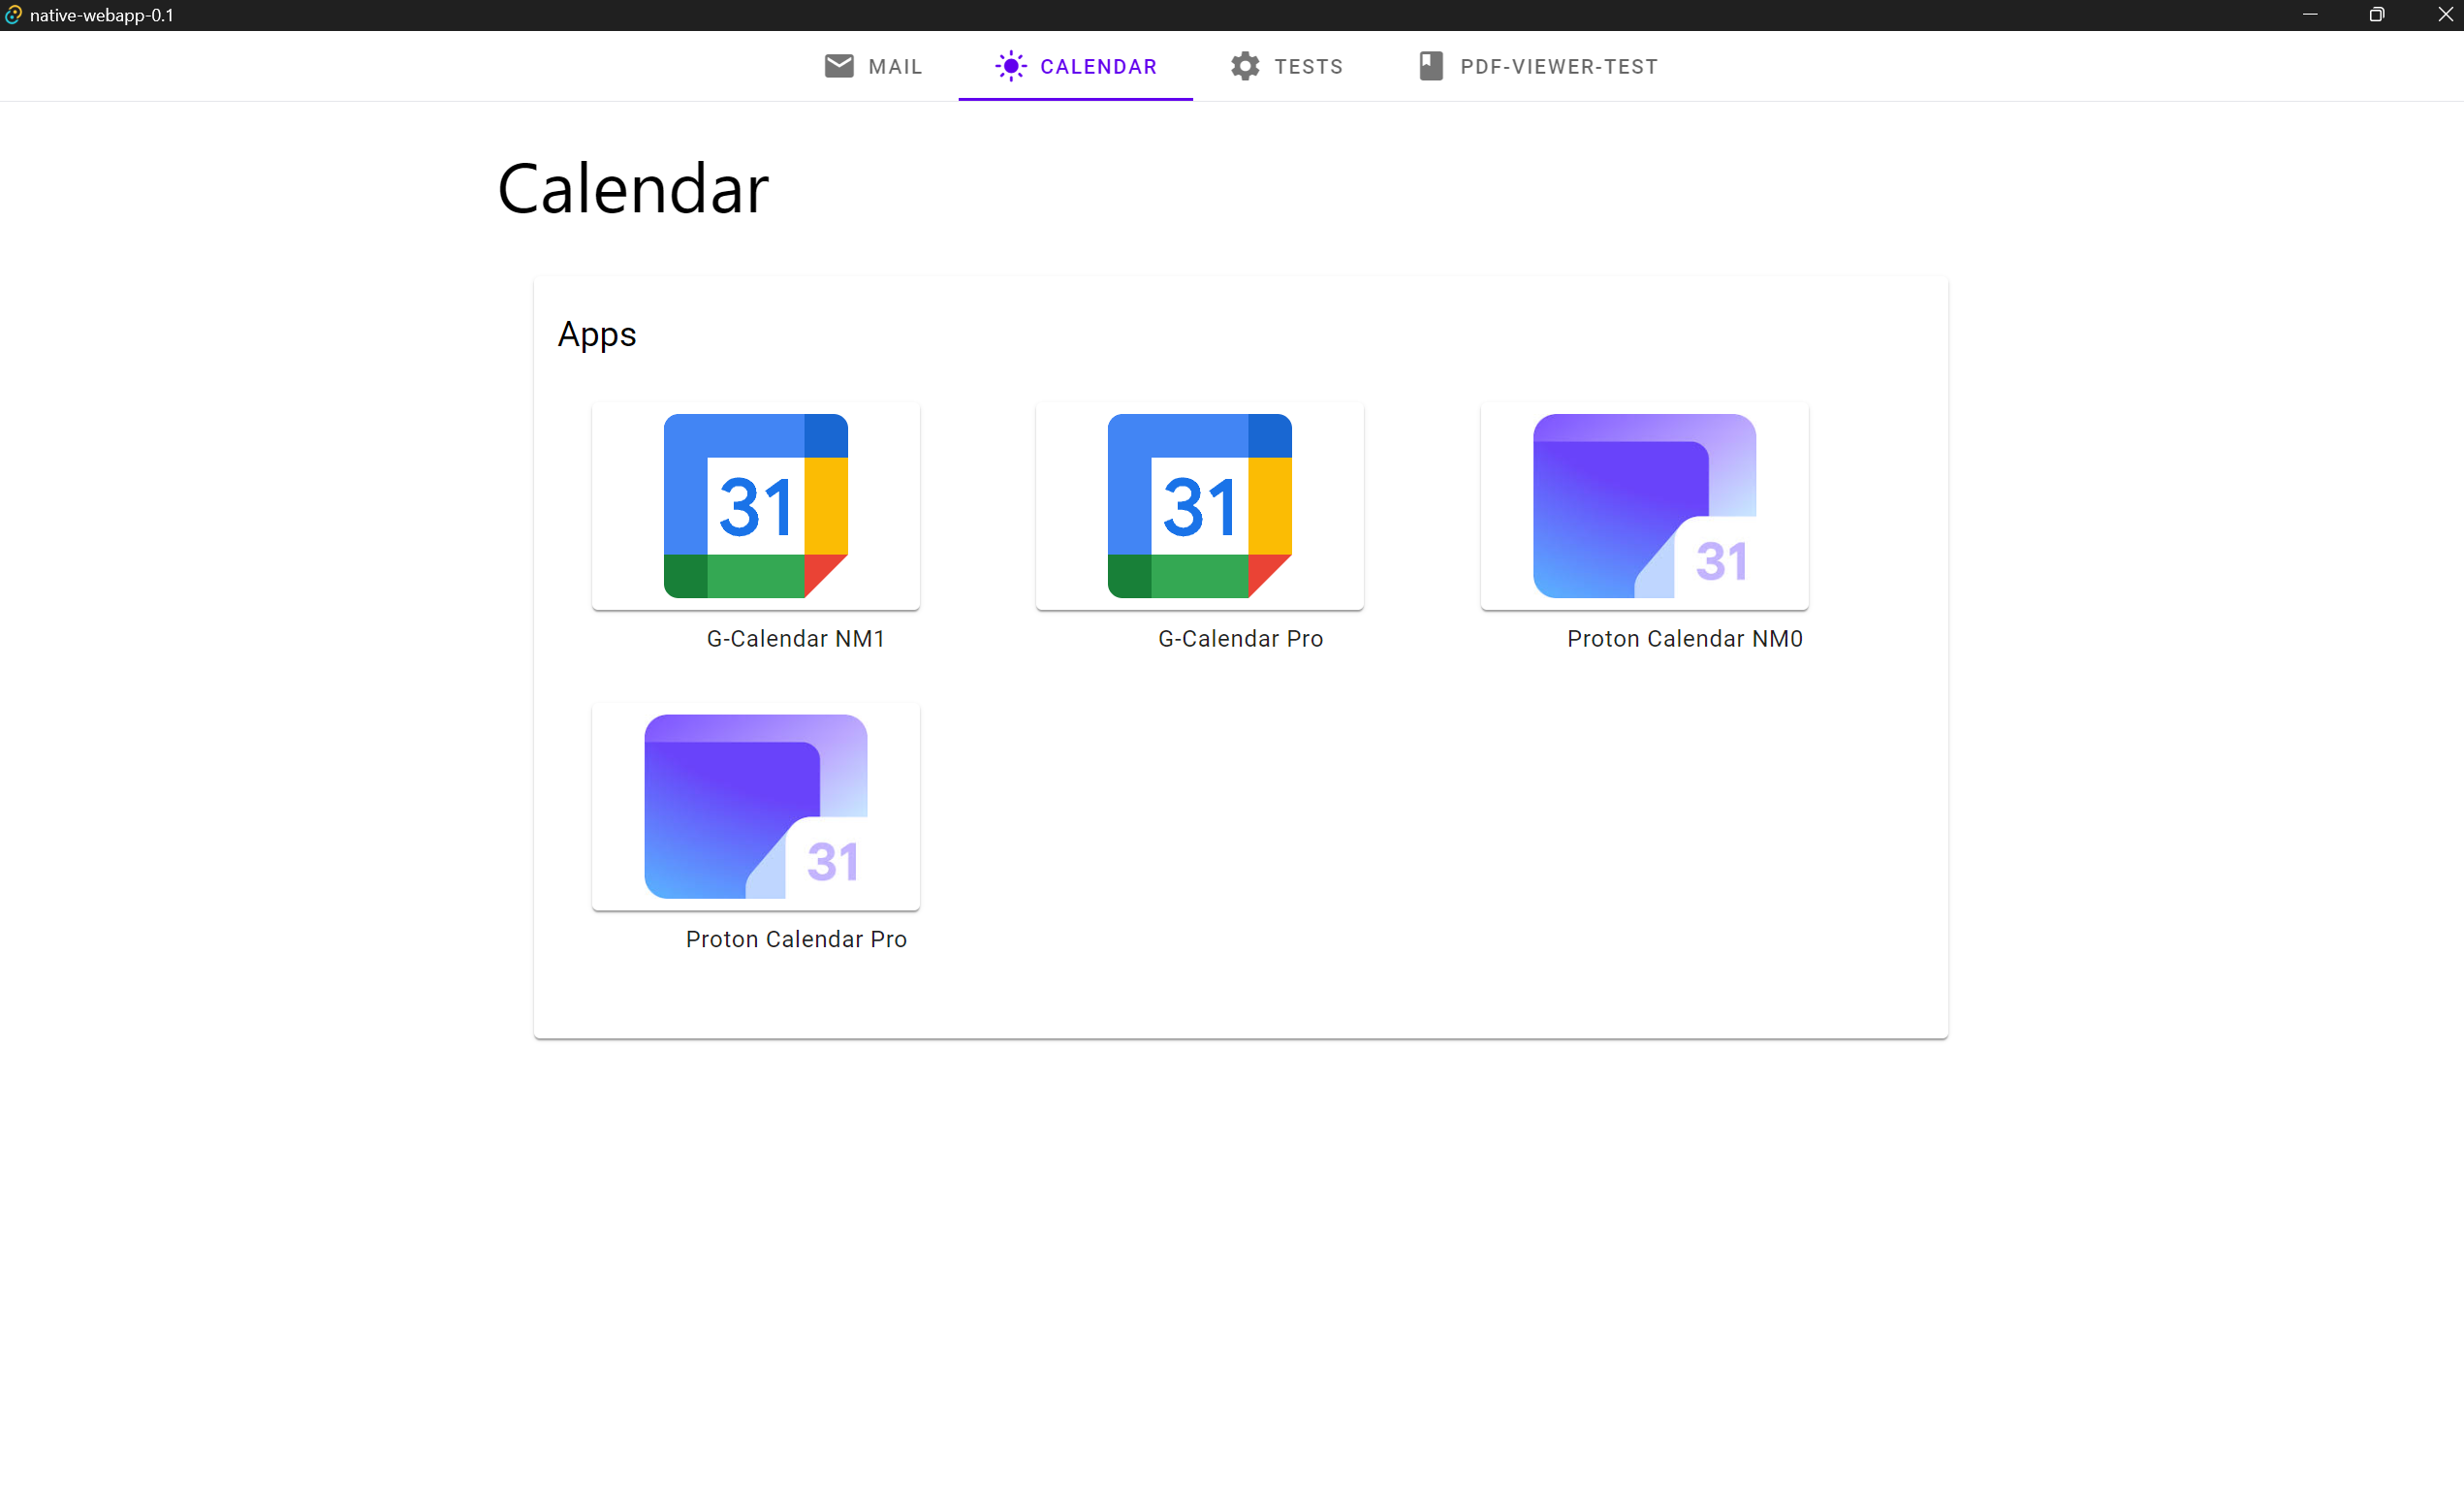 native-webapp-0.1
MAIL CALENDAR TESTS PDF-VIEWER-TEST
Calendar
Apps
31 31 31
G-Calendar NM1 G-Calendar Pro Proton Calendar NM0
31
Proton Calendar Pro